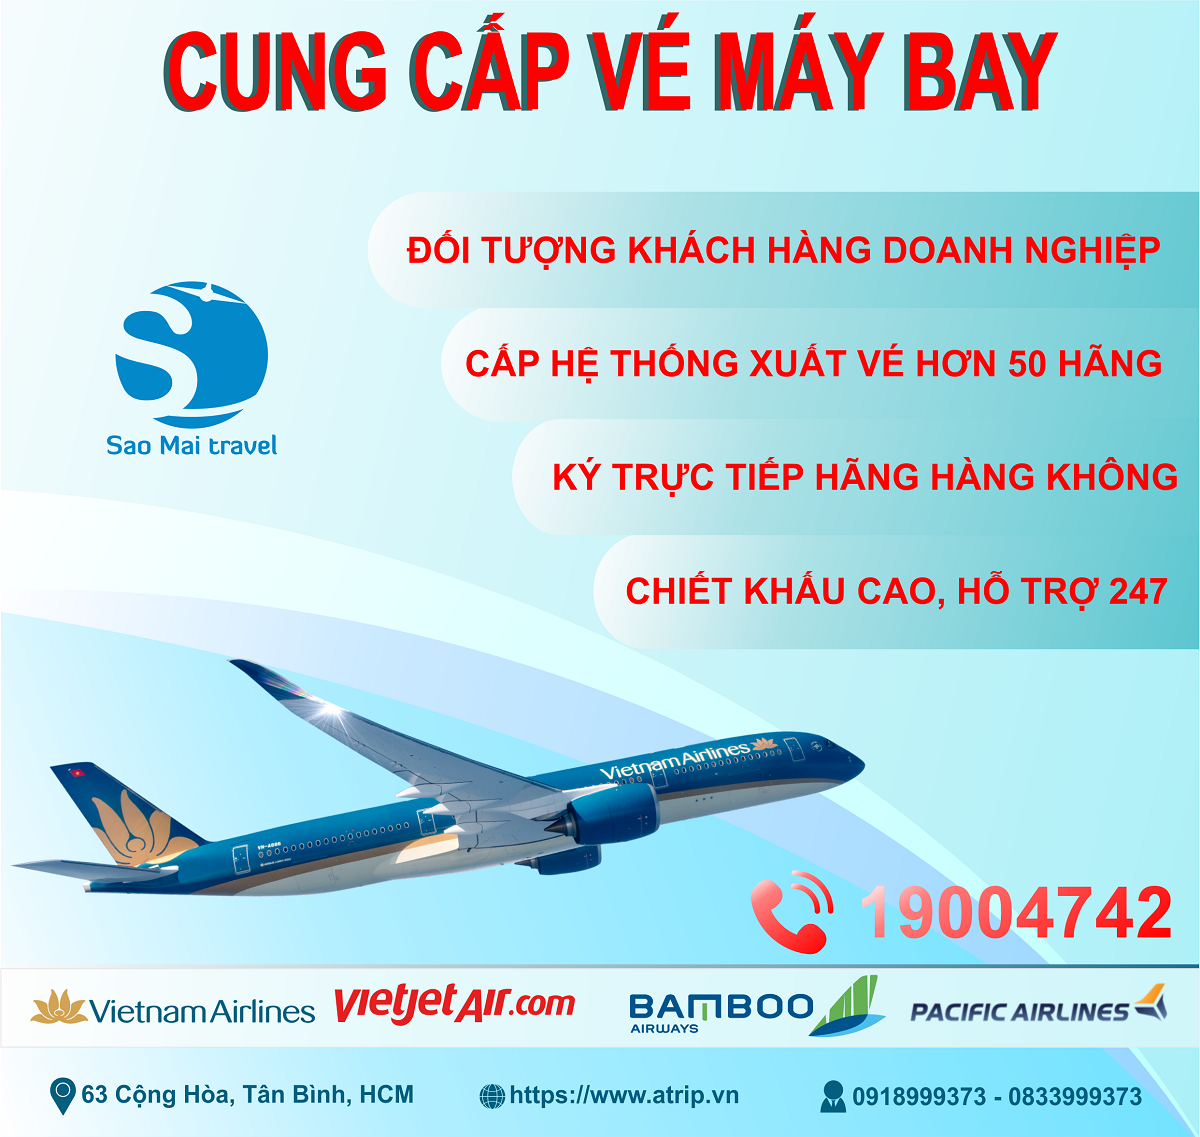 CUNG CẤP VÉ MÁY BAY
ĐỐI TƯỢNG KHÁCH HÀNG DOANH NGHIỆP
CẤP HỆ THỐNG XUẤT VÉ HƠN 50 HÃNG
KÝ TRỰC TIẾP HÃNG HÀNG KHÔNG
CHIẾT KHẤU CAO, HỖ TRỢ 247
Sao Mai travel
Vietnam Airlines
19004742
Vietnam Airlines
vietjet Air.com
BAMBOO
AIRWAYS
PACIFIC AIRLINES
63 Cộng Hòa, Tân Bình, HCM
https://www.atrip.vn
0918999373 - 0833999373